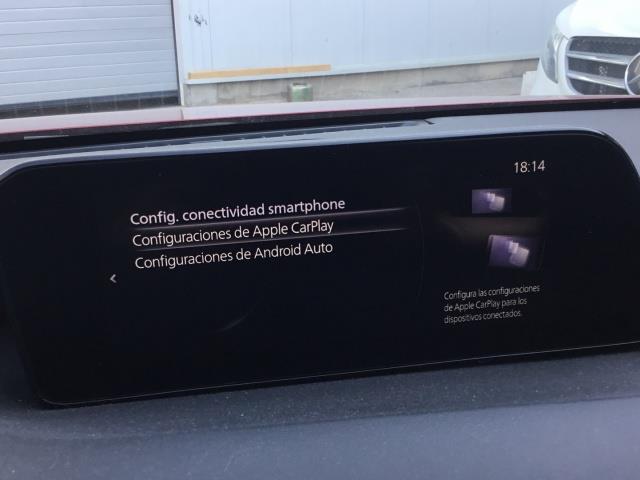 18:14
Config. conectividad smartphone
Configuraciones de Apple CarPlay
Configuraciones de Android Auto
Configura las configuraciones
de Apple CarPlay para los
dispositivos conectados.